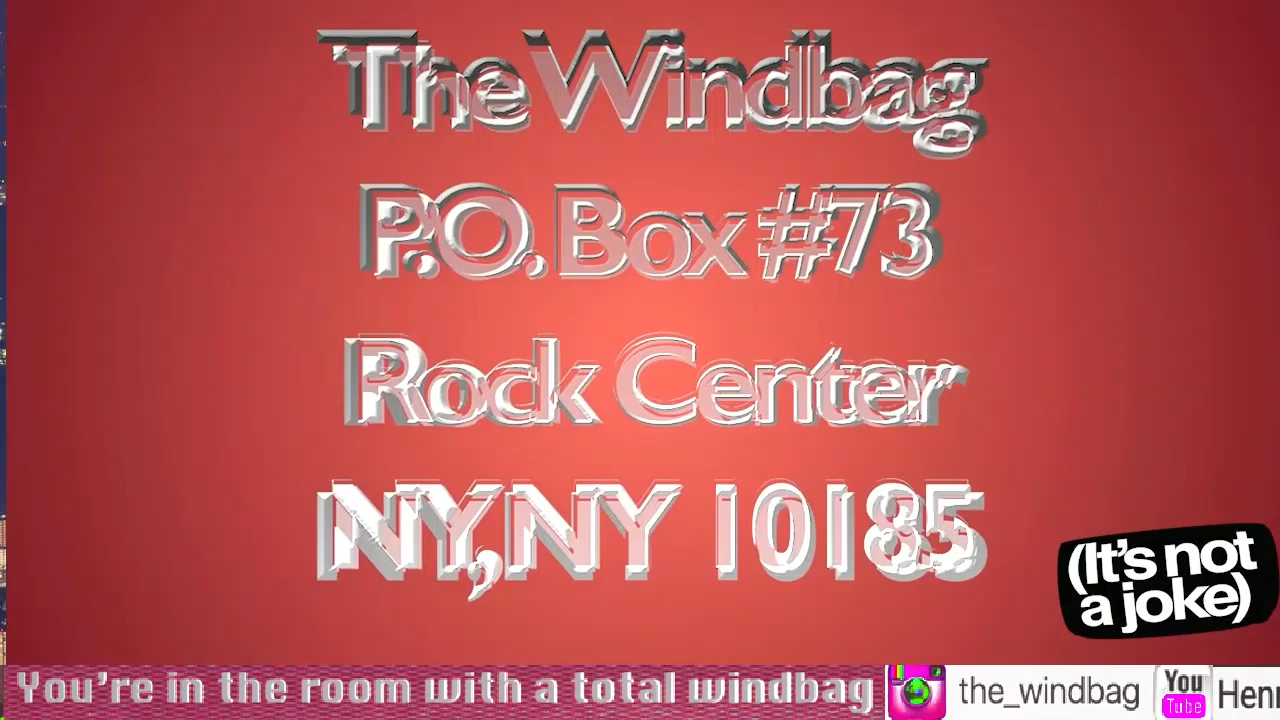 The Windbag
P.O. Box #73
Rock Center
NY, NY 10185
(It's not
a joke)
You're in the room with a total windbag
the_windbag
You
Tube
Henr